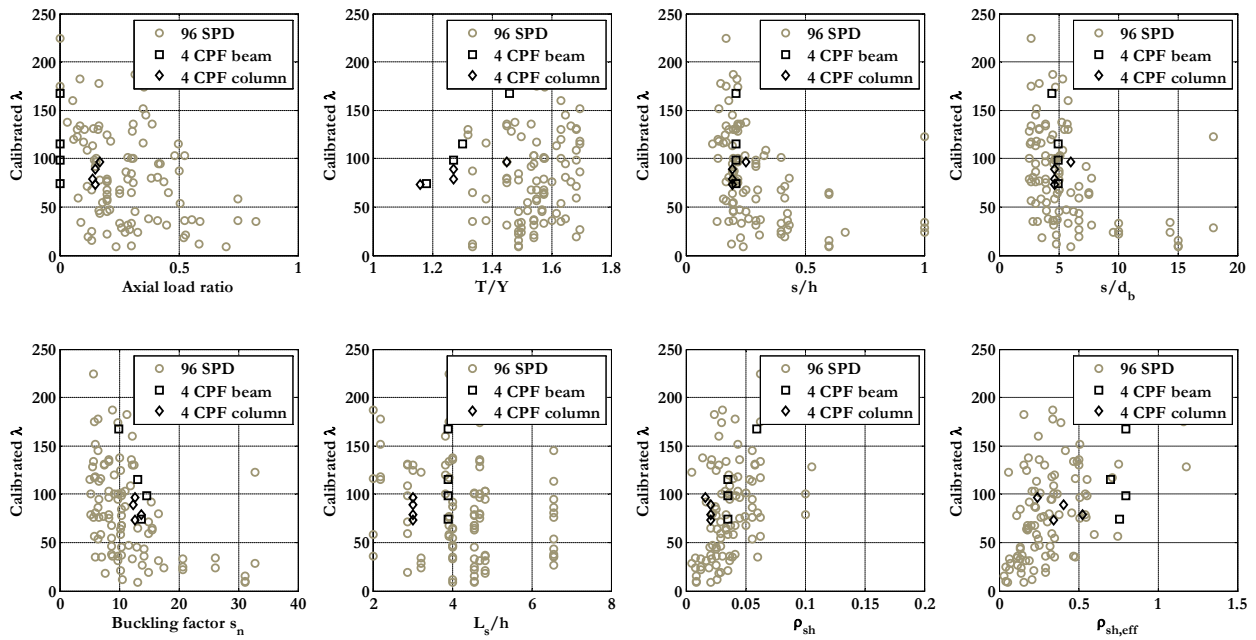 250
200
150
100
50
0
Calibrated λ
96 SPD
4 CPF beam
4 CPF column
0 0.5 1
Axial load ratio
250
200
150
100
50
0
Calibrated λ
96 SPD
4 CPF beam
4 CPF column
1 1.2 1.4 1.6 1.8
T/Y
250
200
150
100
50
0
Calibrated λ
96 SPD
4 CPF beam
4 CPF column
0 0.5 1
s/h
250
200
150
100
50
0
Calibrated λ
96 SPD
4 CPF beam
4 CPF column
0 5 10 15 20
s/d_b
250
200
150
100
50
0
Calibrated λ
96 SPD
4 CPF beam
4 CPF column
0 10 20 30 40
Buckling factor s_n
250
200
150
100
50
0
Calibrated λ
96 SPD
4 CPF beam
4 CPF column
2 4 6 8
L_s/h
250
200
150
100
50
0
Calibrated λ
96 SPD
4 CPF beam
4 CPF column
0 0.05 0.1 0.15 0.2
ρ_sh
250
200
150
100
50
0
Calibrated λ
96 SPD
4 CPF beam
4 CPF column
0 0.5 1 1.5
ρ_sh,eff